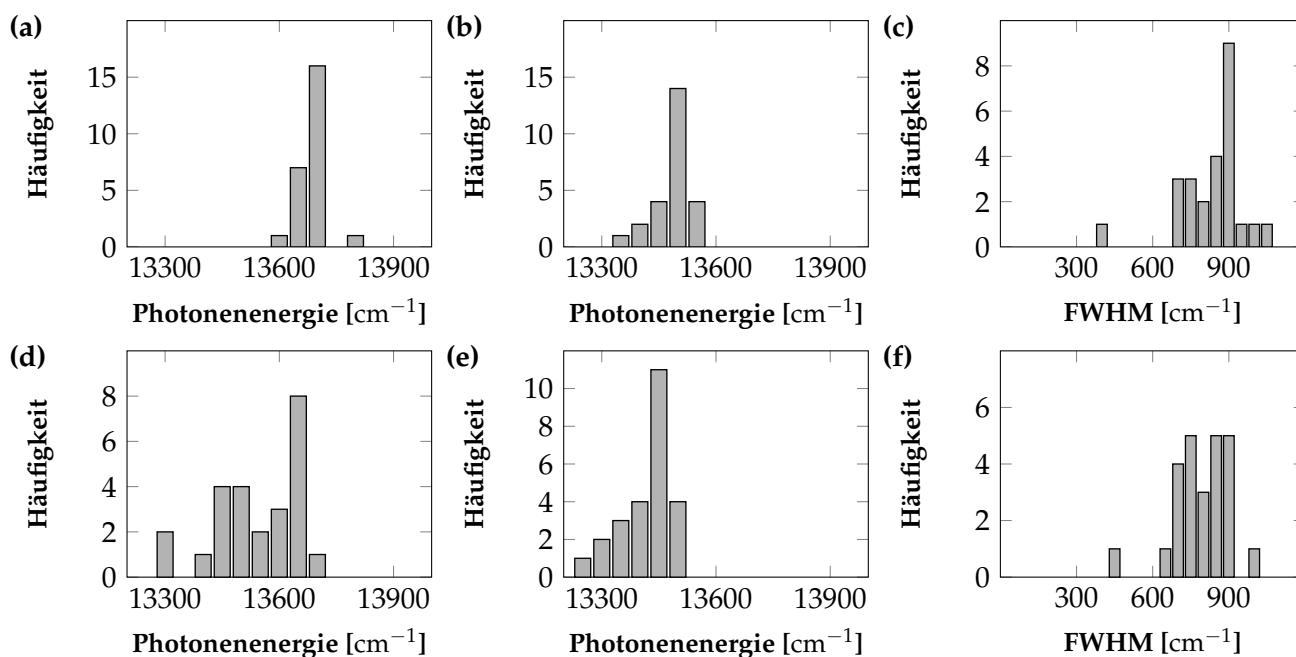 (a)
Häufigkeit
15
10
5
0
13300 13600 13900
Photonenenergie [cm⁻¹]
(b)
Häufigkeit
15
10
5
0
13300 13600 13900
Photonenenergie [cm⁻¹]
(c)
Häufigkeit
8
6
4
2
0
300 600 900
FWHM [cm⁻¹]
(d)
Häufigkeit
8
6
4
2
0
13300 13600 13900
Photonenenergie [cm⁻¹]
(e)
Häufigkeit
10
8
6
4
2
0
13300 13600 13900
Photonenenergie [cm⁻¹]
(f)
Häufigkeit
6
4
2
0
300 600 900
FWHM [cm⁻¹]